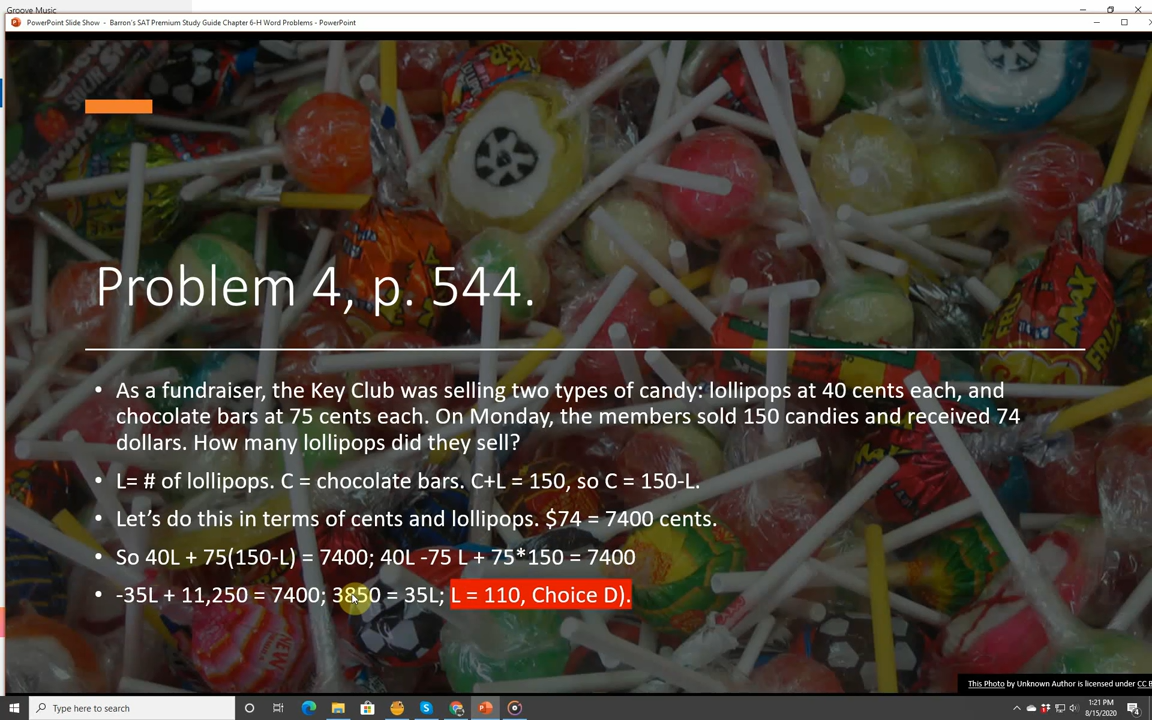 Groove Music
PowerPoint Slide Show - Barron's SAT Premium Study Guide Chapter 6-H Word Problems - PowerPoint
Problem 4, p. 544.
• As a fundraiser, the Key Club was selling two types of candy: lollipops at 40 cents each, and
chocolate bars at 75 cents each. On Monday, the members sold 150 candies and received 74
dollars. How many lollipops did they sell?
• L= # of lollipops. C = chocolate bars. C+L = 150, so C = 150-L.
• Let's do this in terms of cents and lollipops. $74 = 7400 cents.
• So 40L + 75(150-L) = 7400; 40L -75 L + 75*150 = 7400
• -35L + 11,250 = 7400; 3850 = 35L; L = 110, Choice D).
This Photo by Unknown Author is licensed under CC B
Type here to search
1:21 PM
8/15/2020
4